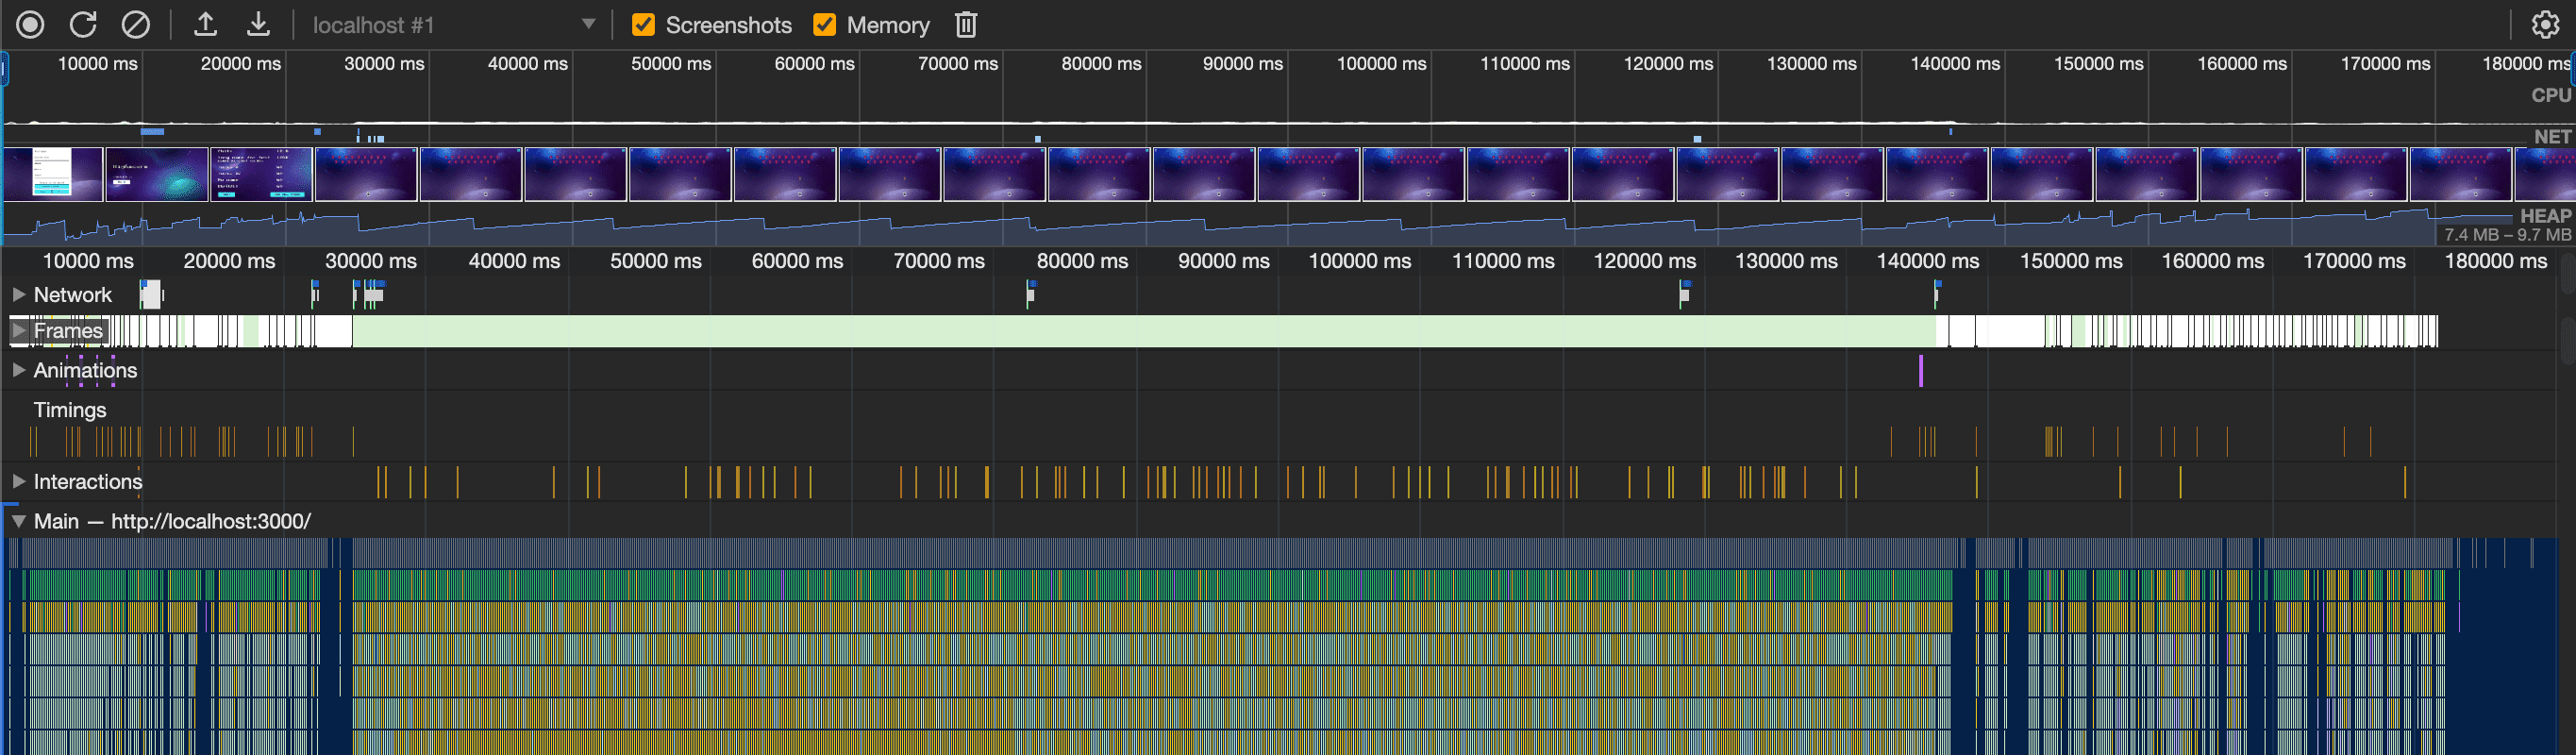 localhost #1 Screenshots Memory
10000 ms 20000 ms 30000 ms 40000 ms 50000 ms 60000 ms 70000 ms 80000 ms 90000 ms 100000 ms 110000 ms 120000 ms 130000 ms 140000 ms 150000 ms 160000 ms 170000 ms 180000 ms
CPU
NET
HEAP
7.4 MB – 9.7 MB
10000 ms 20000 ms 30000 ms 40000 ms 50000 ms 60000 ms 70000 ms 80000 ms 90000 ms 100000 ms 110000 ms 120000 ms 130000 ms 140000 ms 150000 ms 160000 ms 170000 ms 180000 ms
Network
Frames
Animations
Timings
Interactions
Main — http://localhost:3000/